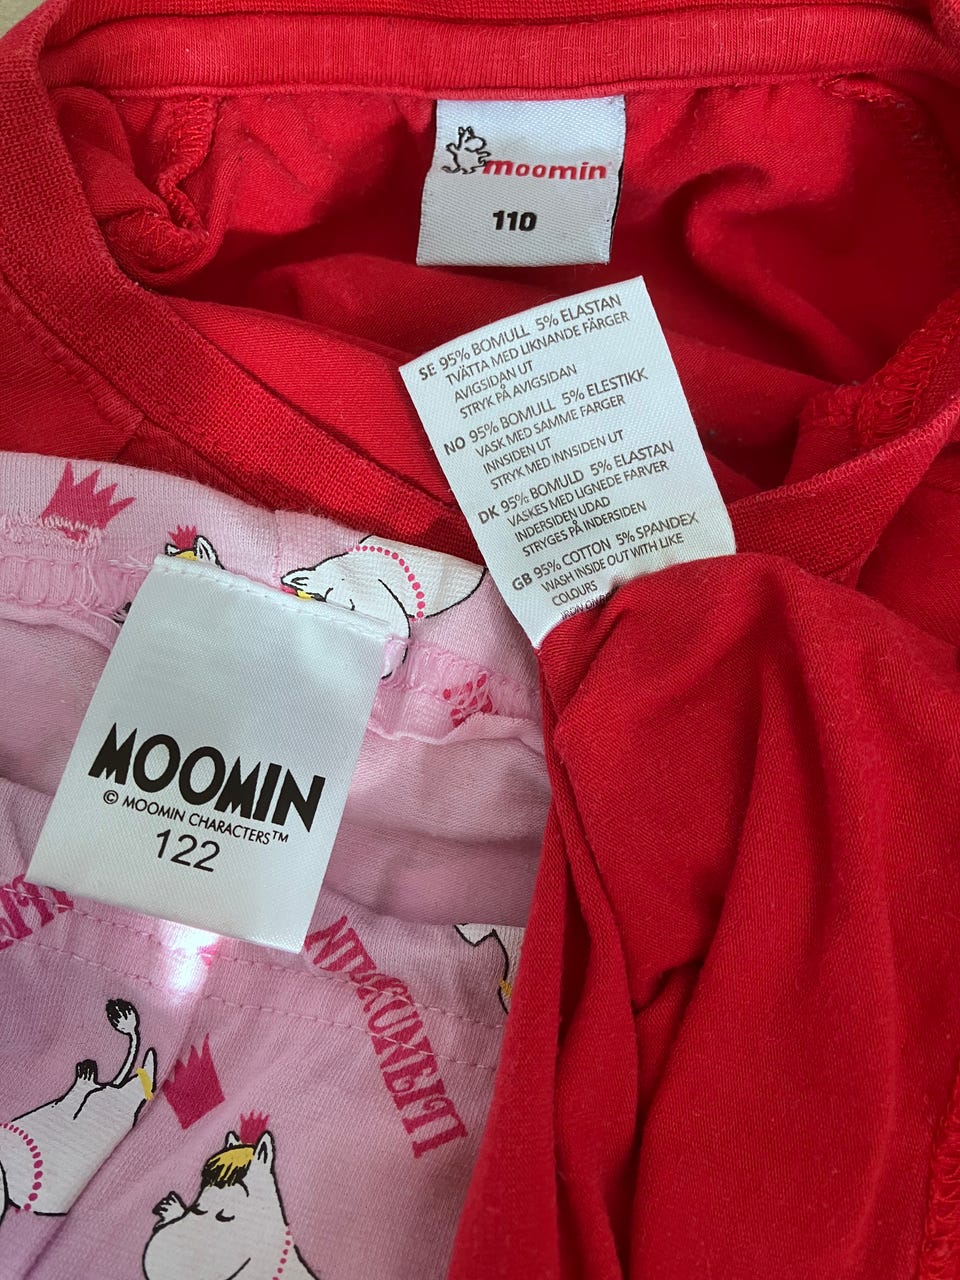 moomin
110
SE 95% BOMULL 5% ELASTAN
TVÄTTA MED LIKNANDE FÄRGER
AVIGSIDAN UT
STRYK PÅ AVIGSIDAN
NO 95% BOMULL 5% ELESTIKK
VASK MED SAMME FARGER
INNSIDEN UT
STRYK MED INNSIDEN UT
DK 95% BOMULD 5% ELASTAN
VASKES MED LIGNEDE FARVER
INDERSIDEN UDAD
STRYGES PÅ INDERSIDEN
GB 95% COTTON 5% SPANDEX
WASH INSIDE OUT WITH LIKE
COLOURS
IRON
MOOMIN
© MOOMIN CHARACTERS™
122